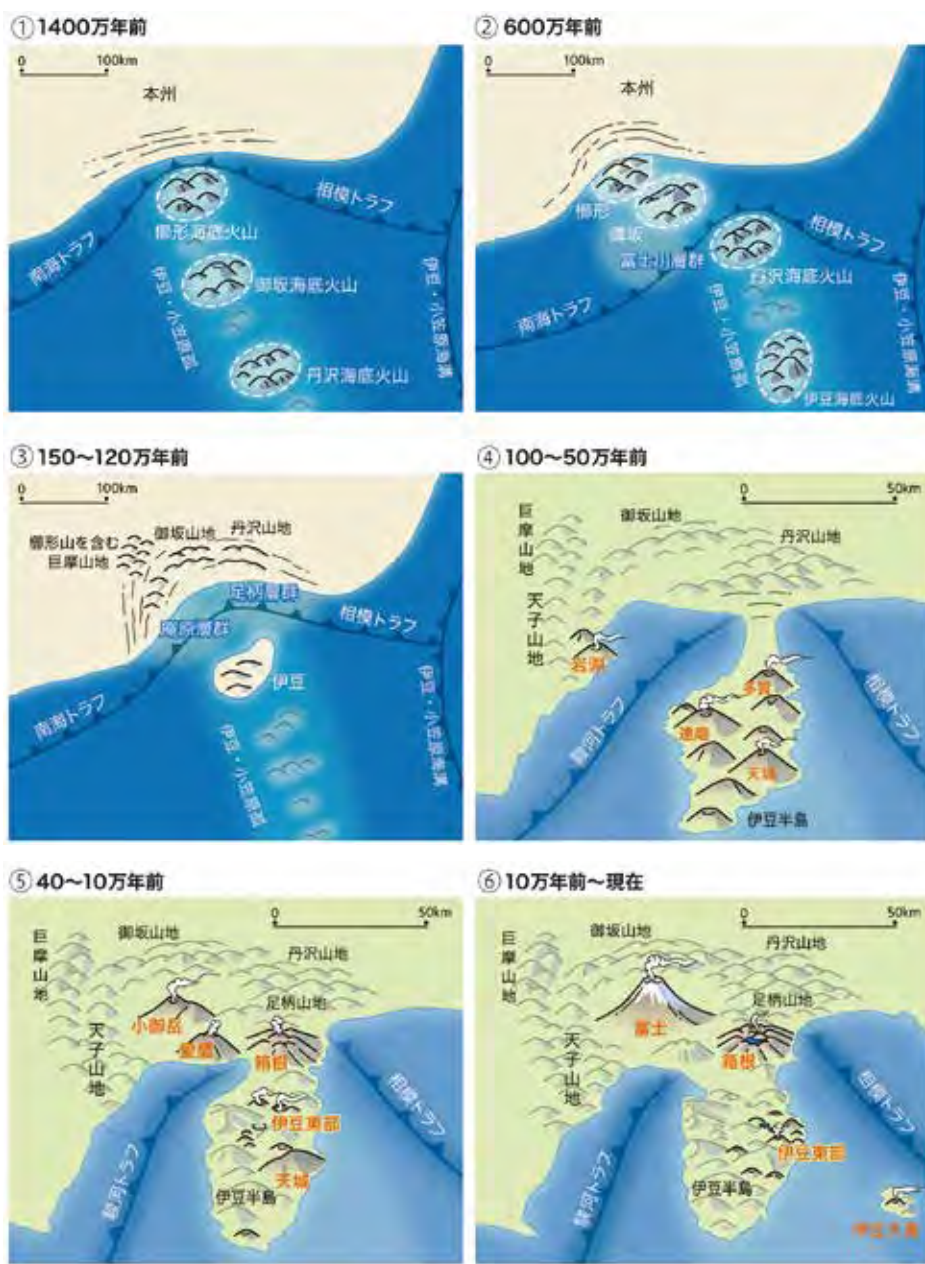 ① 1400万年前
0 100km
本州
相模トラフ
櫛形海底火山
南海トラフ
御坂海底火山
伊豆・小笠原弧
伊豆・小笠原海溝
丹沢海底火山
② 600万年前
0 100km
本州
櫛形
御坂
相模トラフ
富士川層群
丹沢海底火山
南海トラフ
伊豆・小笠原弧
伊豆・小笠原海溝
伊豆海底火山
③ 150〜120万年前
0 100km
御坂山地
丹沢山地
櫛形山を含む
巨摩山地
足柄層群
相模トラフ
庵原層群
伊豆
南海トラフ
伊豆・小笠原弧
伊豆・小笠原海溝
④ 100〜50万年前
0 50km
巨摩山地
御坂山地
丹沢山地
天子山地
岩淵
多賀
達磨
天城
駿河トラフ
相模トラフ
伊豆半島
⑤ 40〜10万年前
0 50km
巨摩山地
御坂山地
丹沢山地
小御岳
足柄山地
愛鷹
箱根
天子山地
相模トラフ
伊豆東部
駿河トラフ
天城
伊豆半島
⑥ 10万年前〜現在
0 50km
巨摩山地
御坂山地
丹沢山地
足柄山地
富士
箱根
天子山地
相模トラフ
伊豆東部
駿河トラフ
伊豆半島
伊豆大島